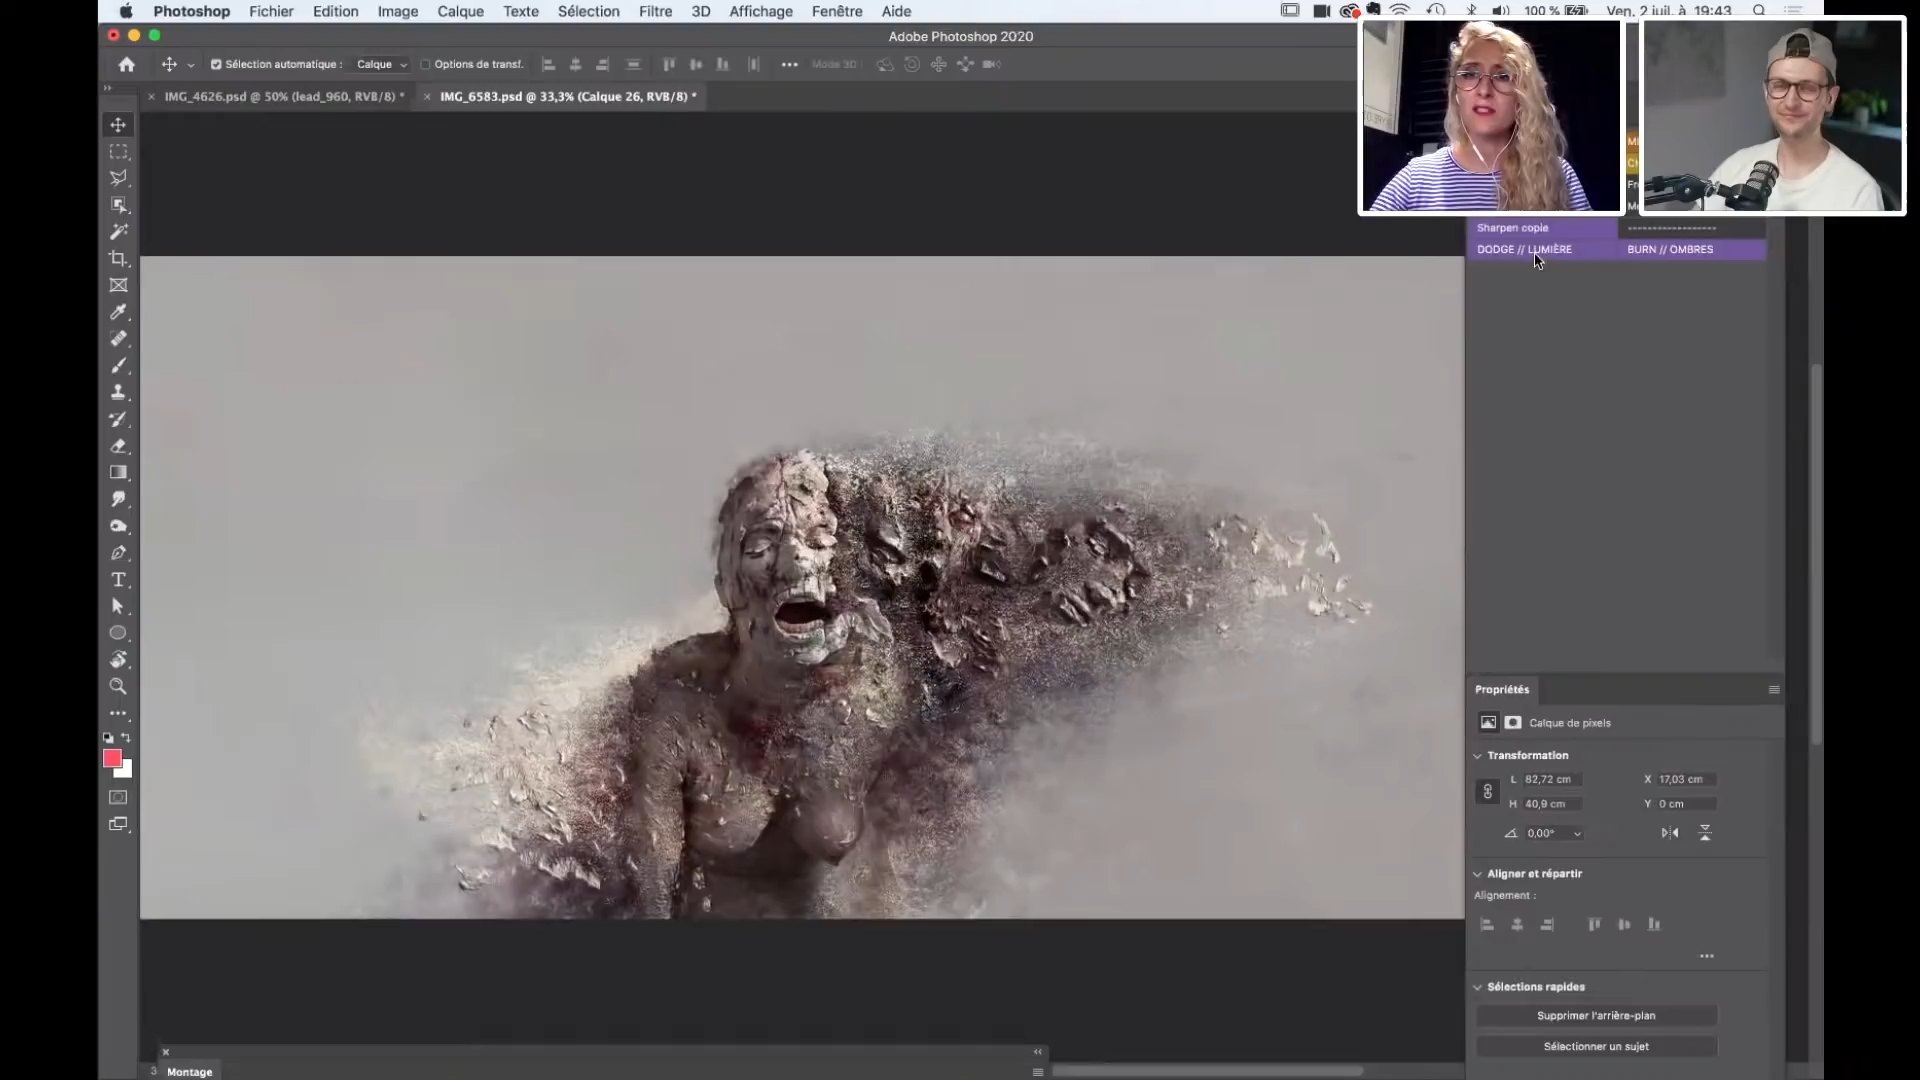 Photoshop Fichier Edition Image Calque Texte Sélection Filtre 3D Affichage Fenêtre Aide 100 % Ven. 2 juil. à 19:43
Adobe Photoshop 2020
Sélection automatique : Calque Options de transf. Mode 3D
IMG_4626.psd @ 50% (lead_960, RVB/8) * IMG_6583.psd @ 33,3% (Calque 26, RVB/8) *
Sharpen copie -------------------
DODGE // LUMIÈRE BURN // OMBRES
Propriétés
Calque de pixels
Transformation
L 82,72 cm X 17,03 cm
H 40,9 cm Y 0 cm
0,00°
Aligner et répartir
Alignement :
Sélections rapides
Supprimer l'arrière-plan
Sélectionner un sujet
3 Montage